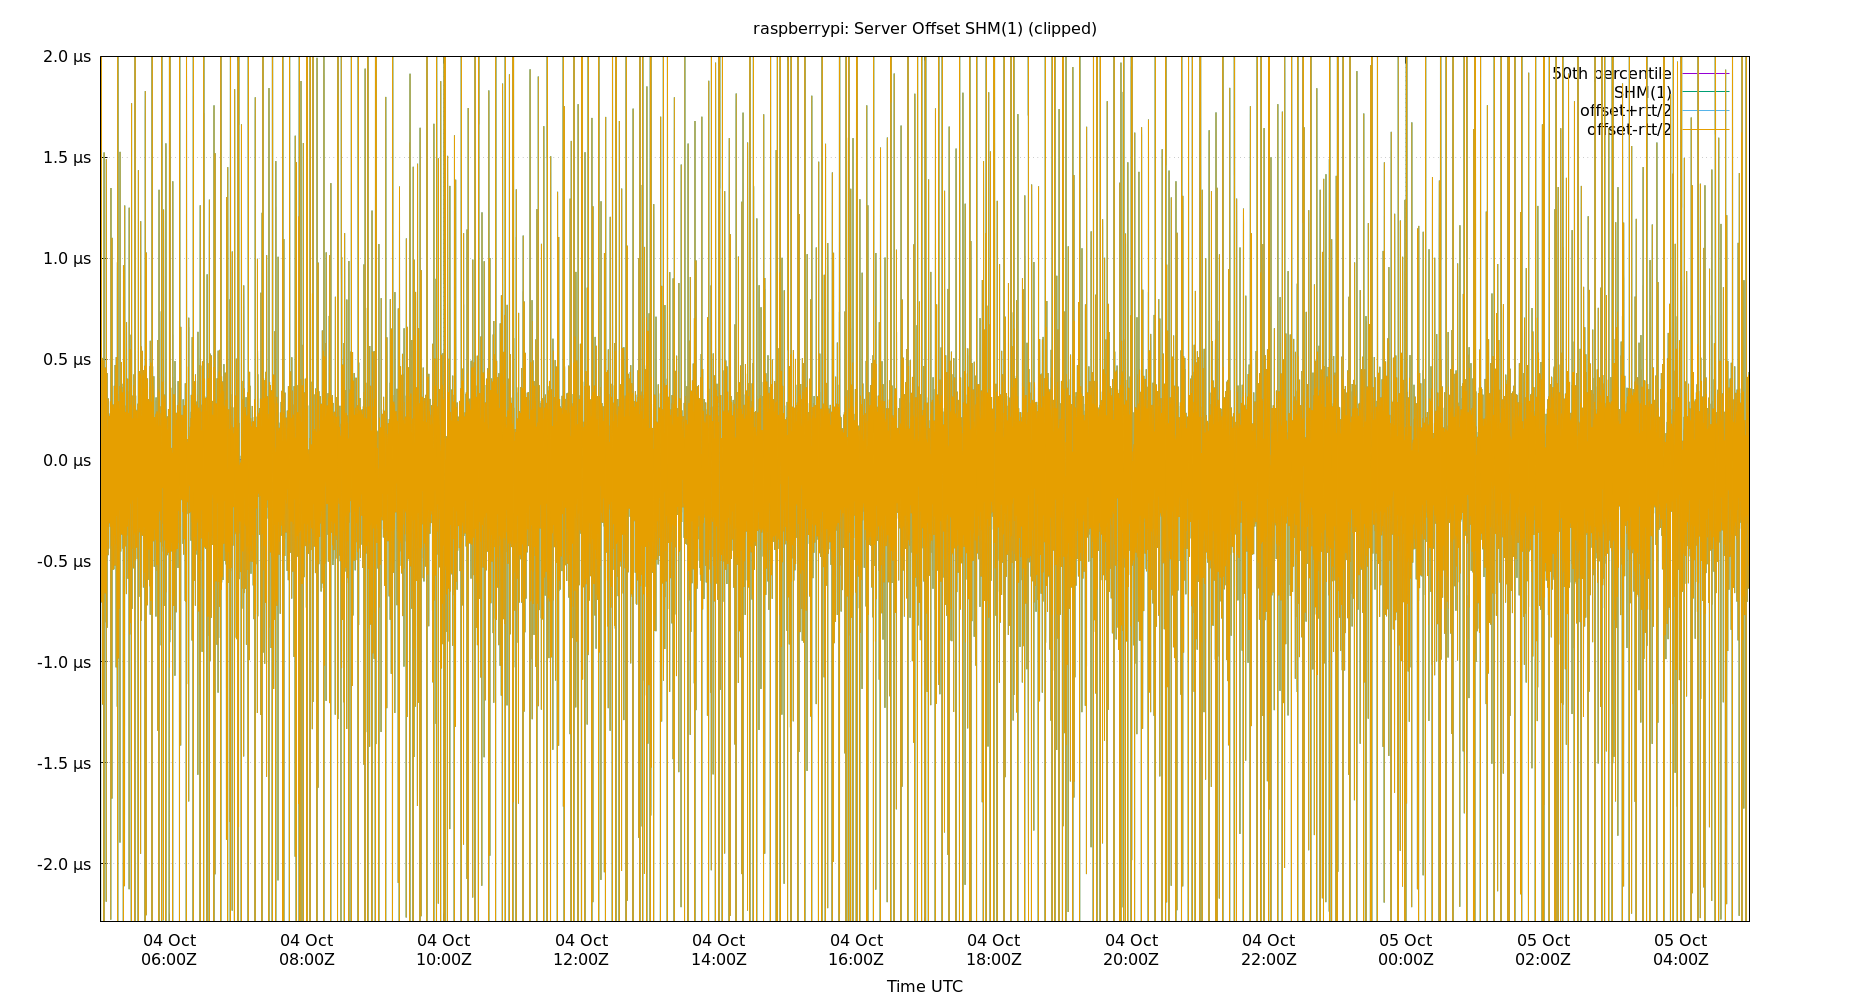 raspberrypi: Server Offset SHM(1) (clipped)
2.0 µs
1.5 µs
1.0 µs
0.5 µs
0.0 µs
-0.5 µs
-1.0 µs
-1.5 µs
-2.0 µs
50th percentile
SHM(1)
offset+rtt/2
offset-rtt/2
04 Oct 04 Oct 04 Oct 04 Oct 04 Oct 04 Oct 04 Oct 04 Oct 04 Oct 05 Oct 05 Oct 05 Oct
06:00Z 08:00Z 10:00Z 12:00Z 14:00Z 16:00Z 18:00Z 20:00Z 22:00Z 00:00Z 02:00Z 04:00Z
Time UTC